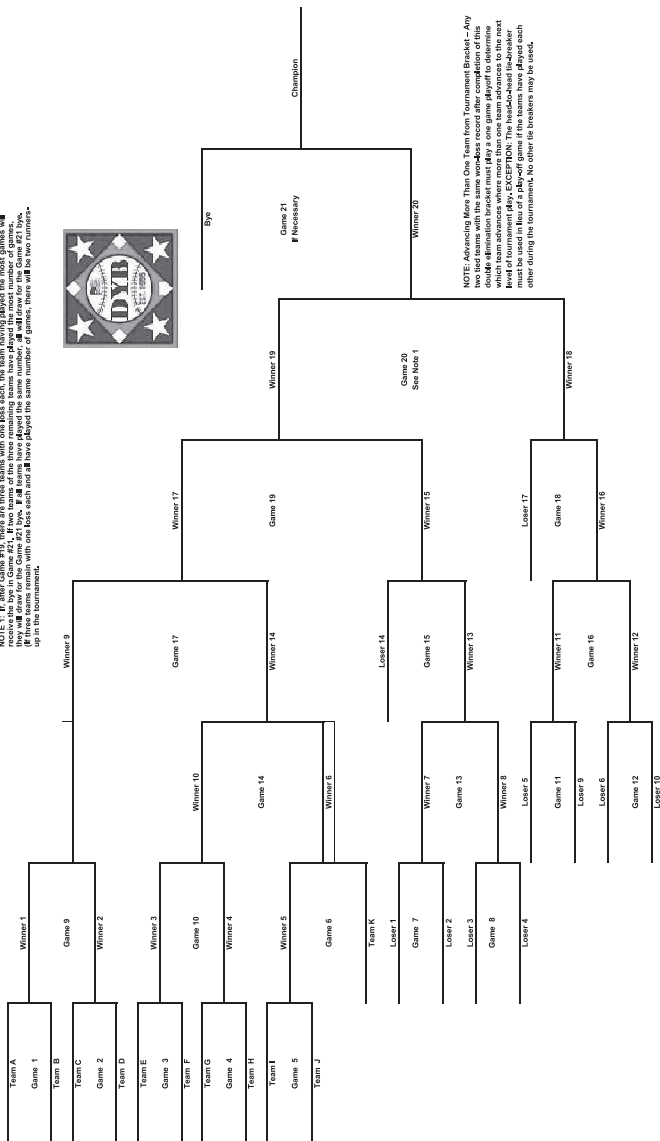 NOTE 1: If, after Game #19, there are three teams with one loss each, the team having played the most games will
receive the bye in Game #21. If two teams of the three remaining teams have played the most number of games,
they will draw for the Game #21 bye. If all teams have played the same number, all will draw for the Game #21 bye.
(If three teams remain with one loss each and all have played the same number of games, there will be two runners-
up in the tournament.
Team A
Game 1
Team B
Team C
Game 2
Team D
Team E
Game 3
Team F
Team G
Game 4
Team H
Team I
Game 5
Team J
Winner 1
Game 9
Winner 2
Winner 3
Game 10
Winner 4
Winner 5
Game 6
Team K
Loser 1
Game 7
Loser 2
Loser 3
Game 8
Loser 4
Winner 10
Game 14
Winner 6
Winner 7
Game 13
Winner 8
Loser 5
Game 11
Loser 9
Loser 6
Game 12
Loser 10
Winner 9
Game 17
Winner 14
Loser 14
Game 15
Winner 13
Winner 11
Game 16
Winner 12
Winner 17
Game 19
Winner 15
Loser 17
Game 18
Winner 16
DYB
EST. 1955
Winner 19
Game 20
See Note 1
Winner 18
Bye
Game 21
If Necessary
Winner 20
Champion
NOTE: Advancing More Than One Team from Tournament Bracket – Any
two tied teams with the same won-loss record after completion of this
double elimination bracket must play a one game playoff to determine
which team advances where more than one team advances to the next
level of tournament play. EXCEPTION: The head-to-head tie-breaker
must be used in lieu of a play-off game if the teams have played each
other during the tournament. No other tie breakers may be used.